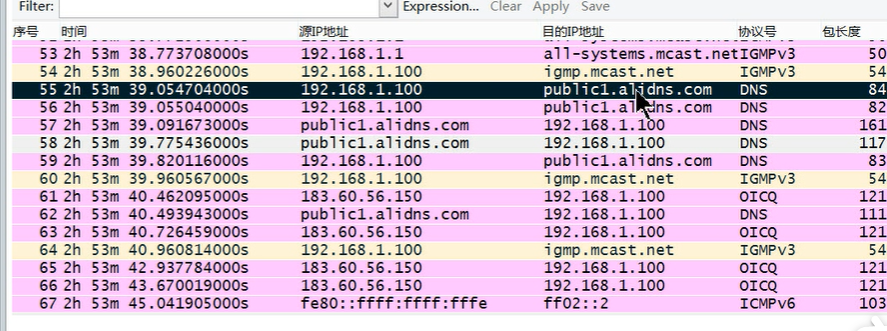 Filter: Expression... Clear Apply Save
序号 时间 源IP地址 目的IP地址 协议号 包长度
53 2h 53m 38.773708000s 192.168.1.1 all-systems.mcast.net IGMPv3 50
54 2h 53m 38.960226000s 192.168.1.100 igmp.mcast.net IGMPv3 54
55 2h 53m 39.054704000s 192.168.1.100 public1.alidns.com DNS 84
56 2h 53m 39.055040000s 192.168.1.100 public1.alidns.com DNS 82
57 2h 53m 39.091673000s public1.alidns.com 192.168.1.100 DNS 161
58 2h 53m 39.775436000s public1.alidns.com 192.168.1.100 DNS 117
59 2h 53m 39.820116000s 192.168.1.100 public1.alidns.com DNS 83
60 2h 53m 39.960567000s 192.168.1.100 igmp.mcast.net IGMPv3 54
61 2h 53m 40.462095000s 183.60.56.150 192.168.1.100 OICQ 121
62 2h 53m 40.493943000s public1.alidns.com 192.168.1.100 DNS 111
63 2h 53m 40.726459000s 183.60.56.150 192.168.1.100 OICQ 121
64 2h 53m 40.960814000s 192.168.1.100 igmp.mcast.net IGMPv3 54
65 2h 53m 42.937784000s 183.60.56.150 192.168.1.100 OICQ 121
66 2h 53m 43.670019000s 183.60.56.150 192.168.1.100 OICQ 121
67 2h 53m 45.041905000s fe80::ffff:ffff:fffe ff02::2 ICMPv6 103